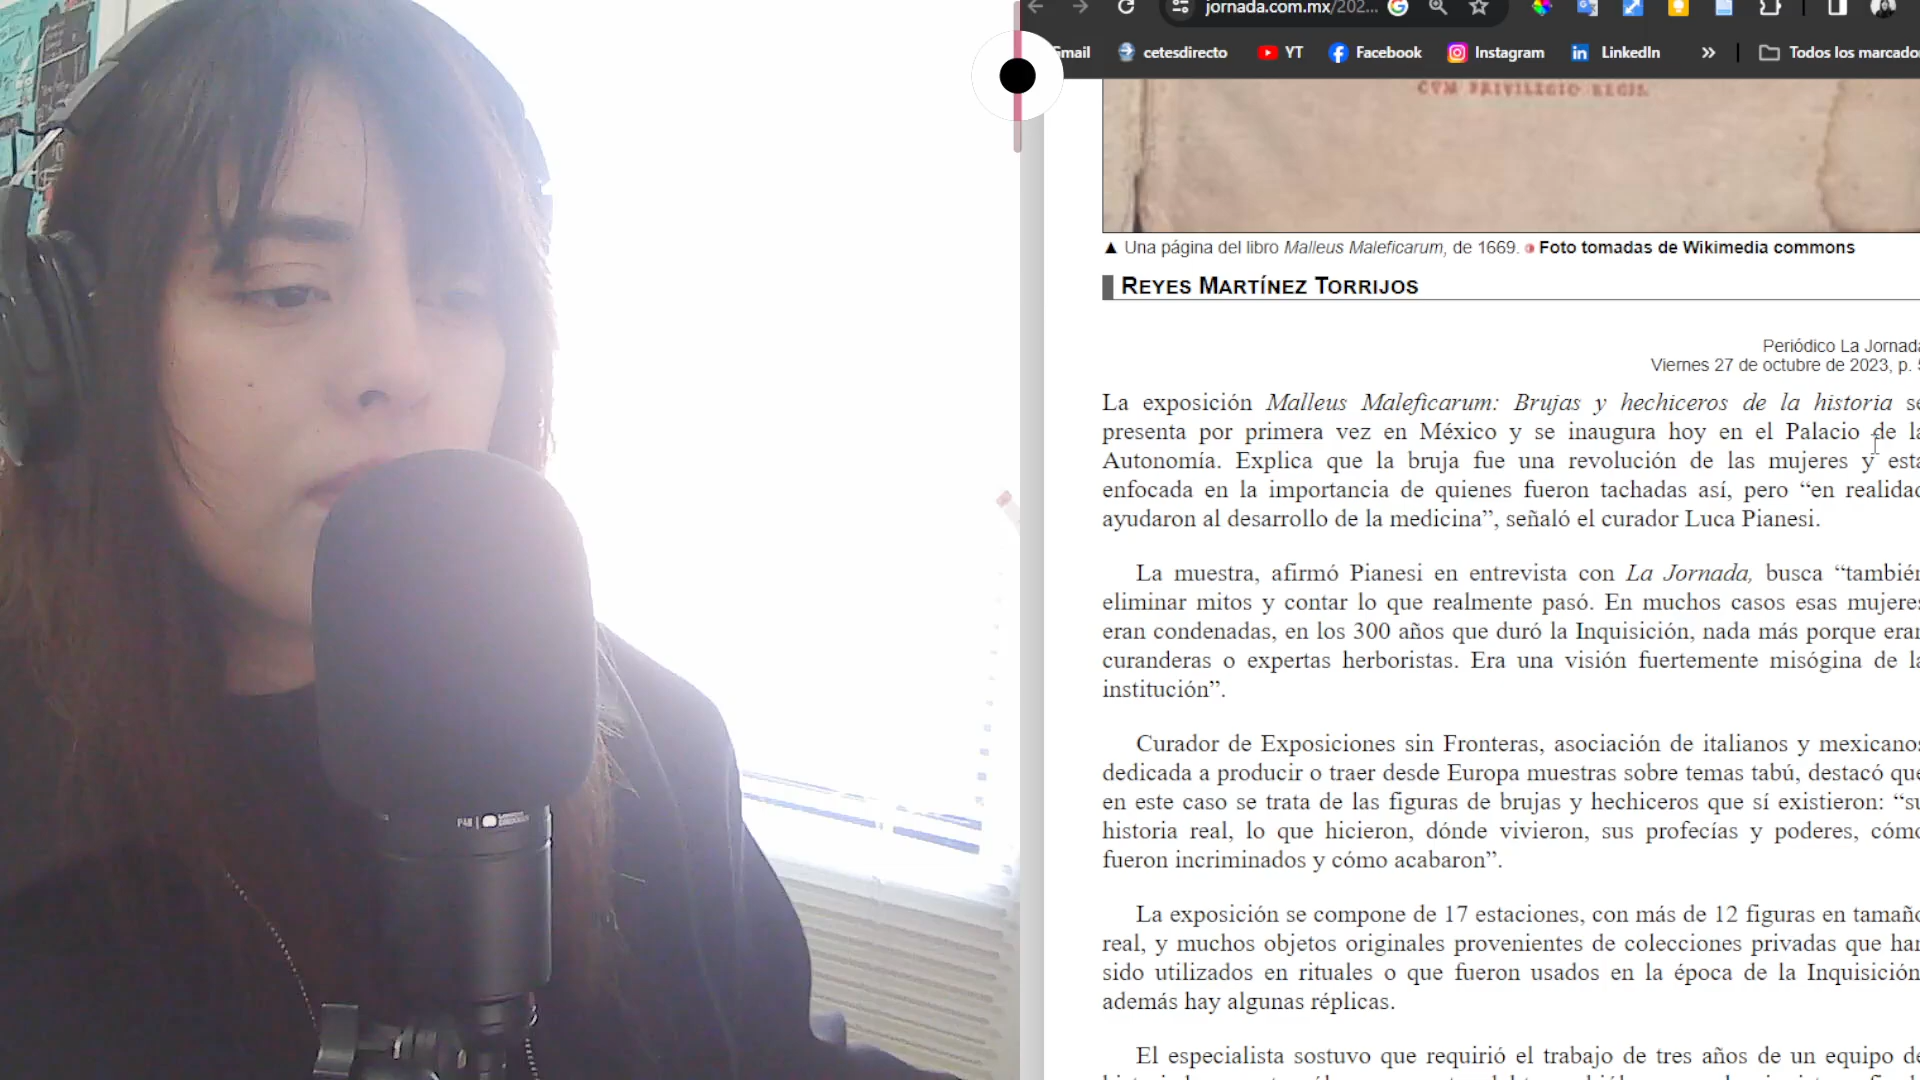 jornada.com.mx/202...
Gmail
cetesdirecto
YT
Facebook
Instagram
LinkedIn
»
Todos los marcado
CVM PRIVILEGIO REGIS.
▲ Una página del libro Malleus Maleficarum, de 1669. Foto tomadas de Wikimedia commons
REYES MARTÍNEZ TORRIJOS
Periódico La Jornada
Viernes 27 de octubre de 2023, p.
La exposición Malleus Maleficarum: Brujas y hechiceros de la historia se
presenta por primera vez en México y se inaugura hoy en el Palacio de la
Autonomía. Explica que la bruja fue una revolución de las mujeres y está
enfocada en la importancia de quienes fueron tachadas así, pero “en realidad
ayudaron al desarrollo de la medicina”, señaló el curador Luca Pianesi.
La muestra, afirmó Pianesi en entrevista con La Jornada, busca “también
eliminar mitos y contar lo que realmente pasó. En muchos casos esas mujeres
eran condenadas, en los 300 años que duró la Inquisición, nada más porque eran
curanderas o expertas herboristas. Era una visión fuertemente misógina de la
institución”.
Curador de Exposiciones sin Fronteras, asociación de italianos y mexicanos
dedicada a producir o traer desde Europa muestras sobre temas tabú, destacó que
en este caso se trata de las figuras de brujas y hechiceros que sí existieron: “su
historia real, lo que hicieron, dónde vivieron, sus profecías y poderes, cómo
fueron incriminados y cómo acabaron”.
La exposición se compone de 17 estaciones, con más de 12 figuras en tamaño
real, y muchos objetos originales provenientes de colecciones privadas que han
sido utilizados en rituales o que fueron usados en la época de la Inquisición,
además hay algunas réplicas.
El especialista sostuvo que requirió el trabajo de tres años de un equipo de
P48